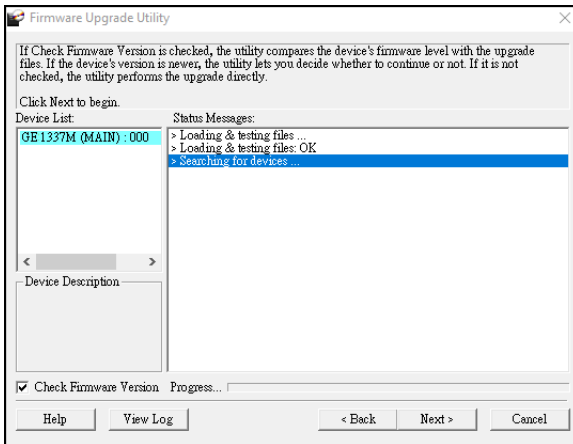 Firmware Upgrade Utility
If Check Firmware Version is checked, the utility compares the device's firmware level with the upgrade
files. If the device's version is newer, the utility lets you decide whether to continue or not. If it is not
checked, the utility performs the upgrade directly.
Click Next to begin.
Device List:
Status Messages:
GE1337M (MAIN) : 000
> Loading & testing files ...
> Loading & testing files: OK
> Searching for devices ...
Device Description
Check Firmware Version
Progress...
Help
View Log
< Back
Next >
Cancel